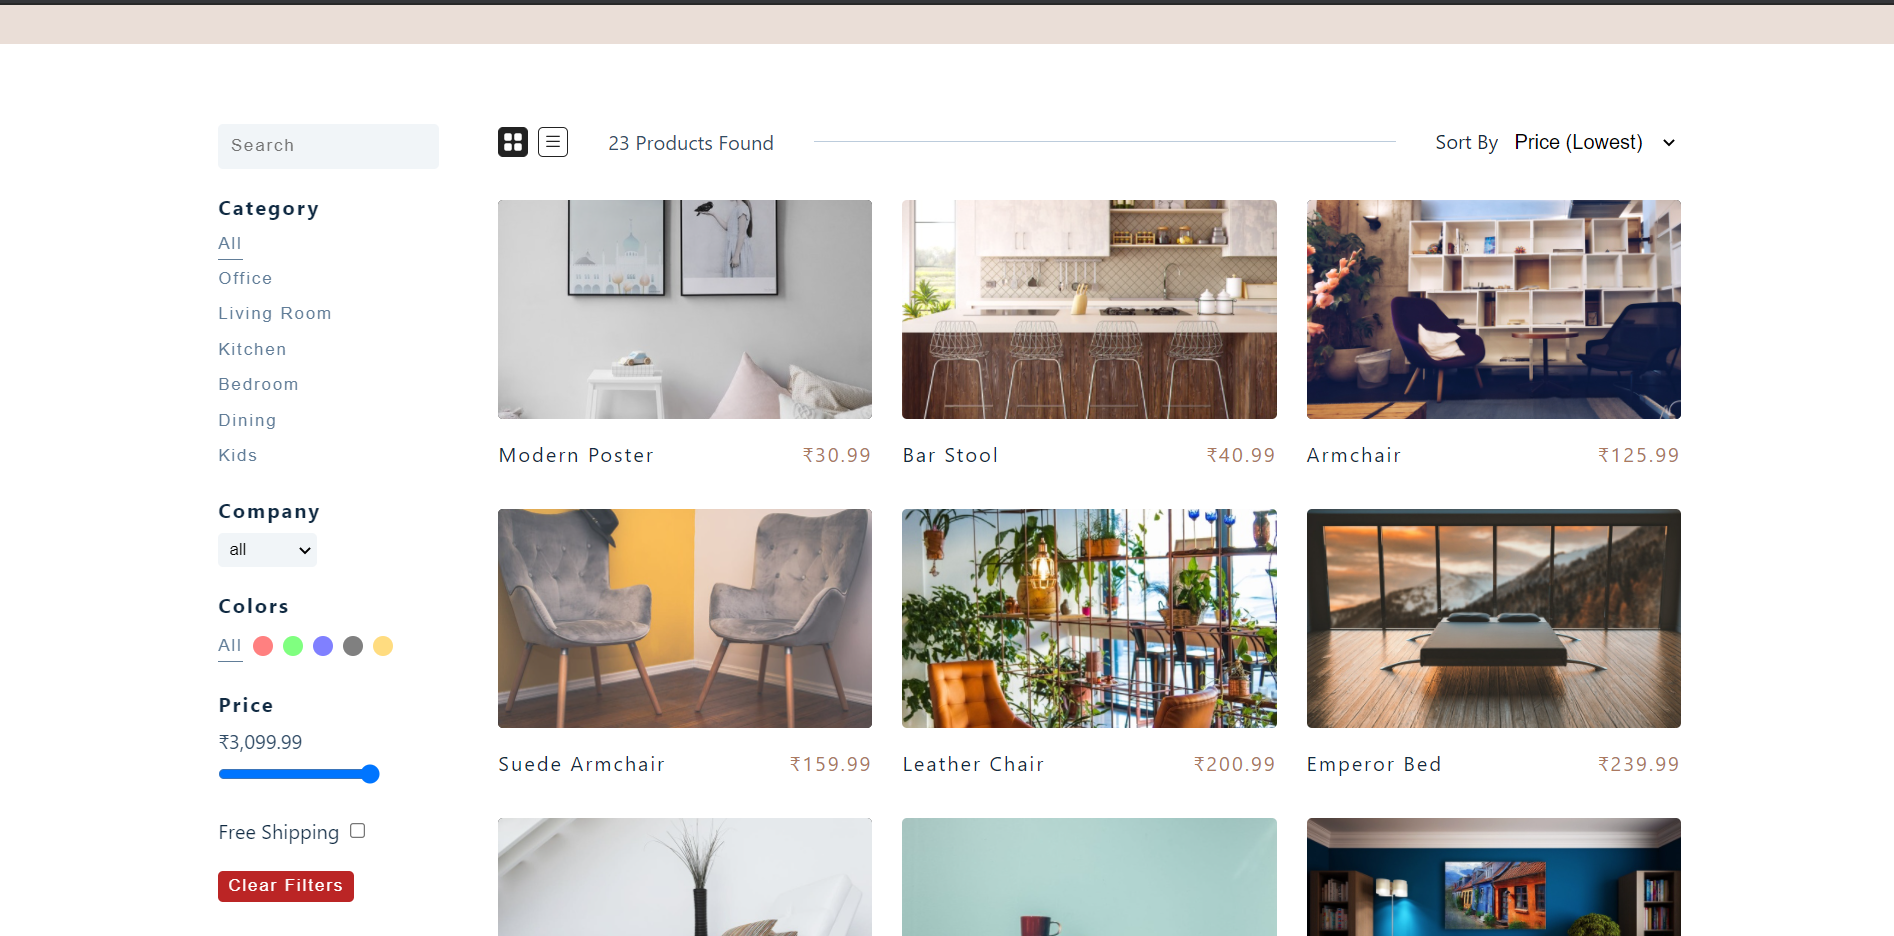 Search
Category
All
Office
Living Room
Kitchen
Bedroom
Dining
Kids
Company
all
Colors
All
Price
₹3,099.99
Free Shipping
Clear Filters
23 Products Found
Sort By Price (Lowest)
Modern Poster ₹30.99
Bar Stool ₹40.99
Armchair ₹125.99
Suede Armchair ₹159.99
Leather Chair ₹200.99
Emperor Bed ₹239.99